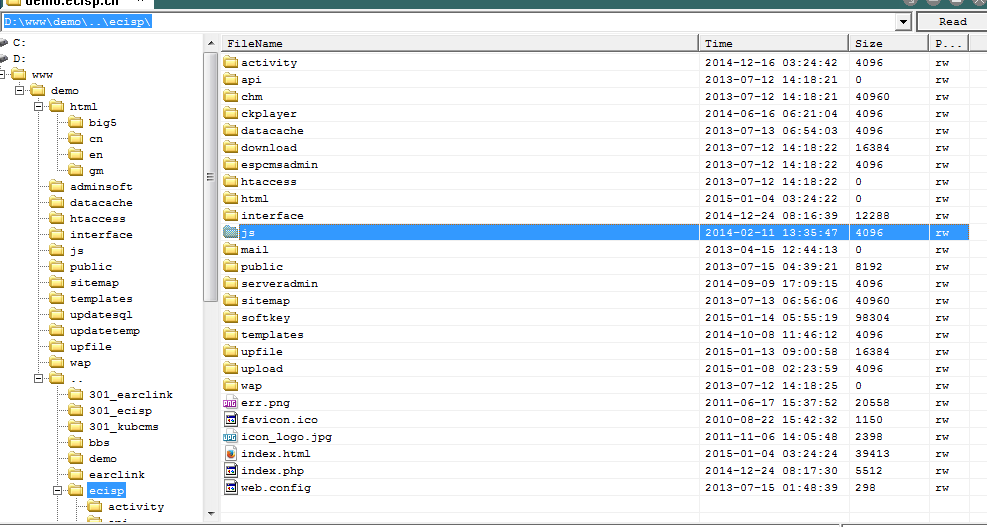 demo.ecisp.cn
D:\www\demo\..\ecisp\ Read
C:
D:
www
demo
html
big5
cn
en
gm
adminsoft
datacache
htaccess
interface
js
public
sitemap
templates
updatesql
updatetemp
upfile
wap
..
301_earclink
301_ecisp
301_kubcms
bbs
demo
earclink
ecisp
activity
FileName Time Size P...
activity 2014-12-16 03:24:42 4096 rw
api 2013-07-12 14:18:21 0 rw
chm 2013-07-12 14:18:21 40960 rw
ckplayer 2014-06-16 06:21:04 4096 rw
datacache 2013-07-13 06:54:03 4096 rw
download 2013-07-12 14:18:22 16384 rw
espcmsadmin 2013-07-12 14:18:22 4096 rw
htaccess 2013-07-12 14:18:22 0 rw
html 2015-01-04 03:24:22 0 rw
interface 2014-12-24 08:16:39 12288 rw
js 2014-02-11 13:35:47 4096 rw
mail 2013-04-15 12:44:13 0 rw
public 2013-07-15 04:39:21 8192 rw
serveradmin 2014-09-09 17:09:15 4096 rw
sitemap 2013-07-13 06:56:06 40960 rw
softkey 2015-01-14 05:55:19 98304 rw
templates 2014-10-08 11:46:12 4096 rw
upfile 2015-01-13 09:00:58 16384 rw
upload 2015-01-08 02:23:59 4096 rw
wap 2013-07-12 14:18:25 0 rw
err.png 2011-06-17 15:37:52 20558 rw
favicon.ico 2010-08-22 15:42:32 1150 rw
icon_logo.jpg 2011-11-06 14:05:48 2398 rw
index.html 2015-01-04 03:24:24 39413 rw
index.php 2014-12-24 08:17:30 5512 rw
web.config 2013-07-15 01:48:39 298 rw